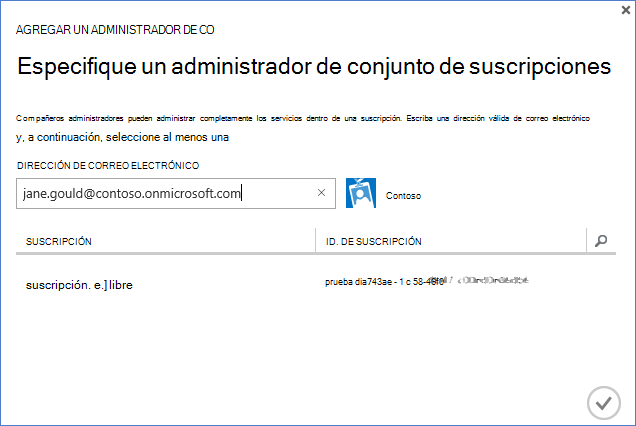 AGREGAR UN ADMINISTRADOR DE CO
Especifique un administrador de conjunto de suscripciones
Compañeros administradores pueden administrar completamente los servicios dentro de una suscripción. Escriba una dirección válida de correo electrónico
y, a continuación, seleccione al menos una
DIRECCIÓN DE CORREO ELECTRÓNICO
jane.gould@contoso.onmicrosoft.com
Contoso
SUSCRIPCIÓN
ID. DE SUSCRIPCIÓN
suscripción. e.] libre
prueba dia743ae - 1 c 58-